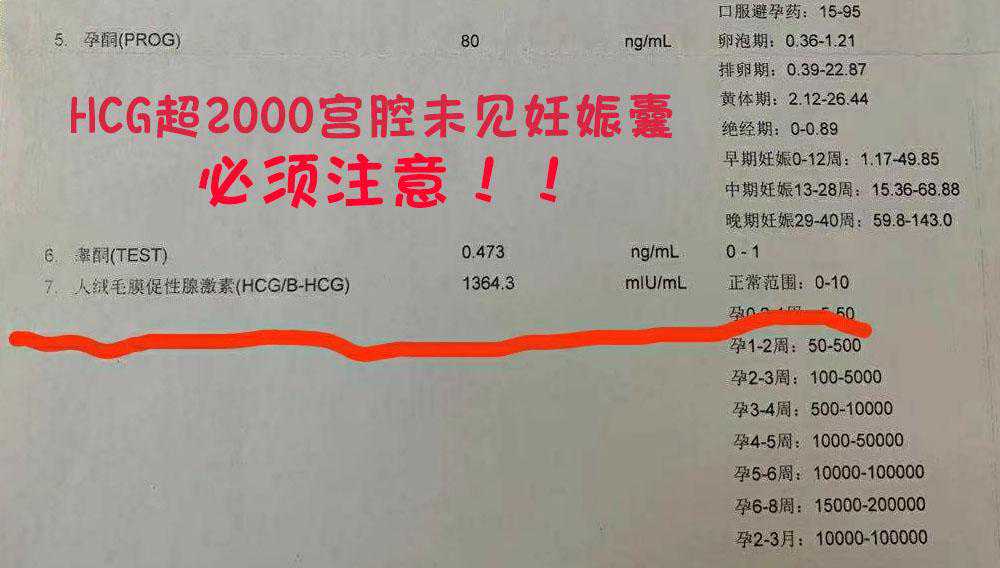 口服避孕药：15-95
5. 孕酮(PROG) 80 ng/mL 卵泡期：0.36-1.21
排卵期：0.39-22.87
黄体期：2.12-26.44
HCG超2000宫腔未见妊娠囊
必须注意！！
绝经期：0-0.89
早期妊娠0-12周：1.17-49.85
中期妊娠13-28周：15.36-68.88
晚期妊娠29-40周：59.8-143.0
6. 睾酮(TEST) 0.473 ng/mL 0 - 1
7. 人绒毛膜促性腺激素(HCG/B-HCG) 1364.3 mIU/mL 正常范围：0-10
孕1-2周：50-500
孕2-3周：100-5000
孕3-4周：500-10000
孕4-5周：1000-50000
孕5-6周：10000-100000
孕6-8周：15000-200000
孕2-3月：10000-100000